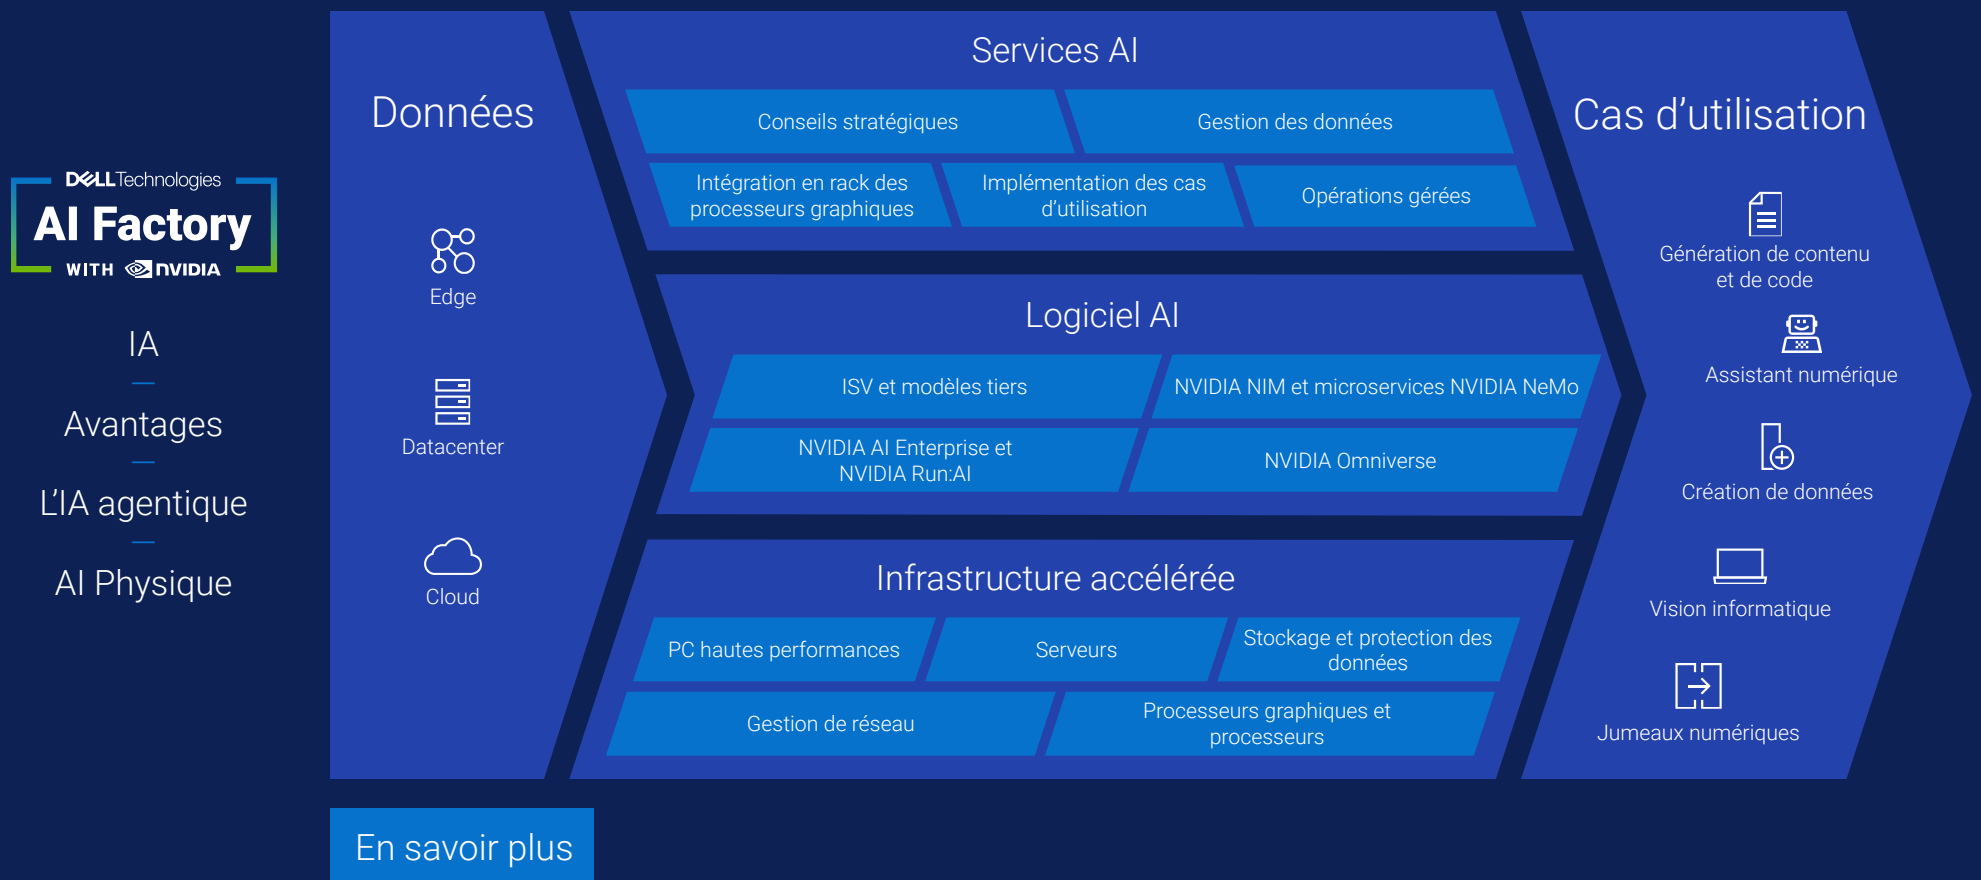 DELLTechnologies
AI Factory
WITH NVIDIA
IA
Avantages
L'IA agentique
AI Physique
Données
Edge
Datacenter
Cloud
Services AI
Conseils stratégiques
Gestion des données
Intégration en rack des
processeurs graphiques
Implémentation des cas
d'utilisation
Opérations gérées
Logiciel AI
ISV et modèles tiers
NVIDIA NIM et microservices NVIDIA NeMo
NVIDIA AI Enterprise et
NVIDIA Run:AI
NVIDIA Omniverse
Infrastructure accélérée
PC hautes performances
Serveurs
Stockage et protection des
données
Gestion de réseau
Processeurs graphiques et
processeurs
Cas d'utilisation
Génération de contenu
et de code
Assistant numérique
Création de données
Vision informatique
Jumeaux numériques
En savoir plus